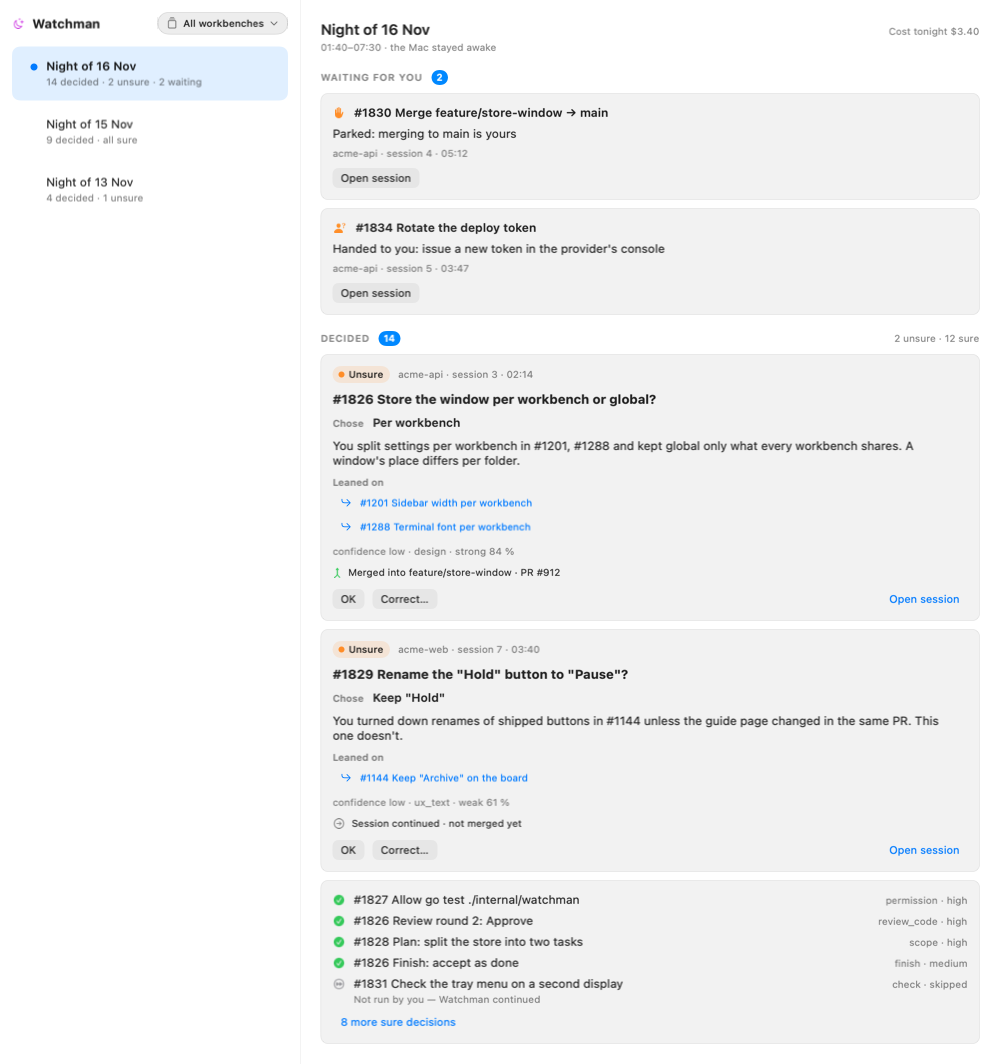 Watchman
All workbenches
Night of 16 Nov
14 decided · 2 unsure · 2 waiting
Night of 15 Nov
9 decided · all sure
Night of 13 Nov
4 decided · 1 unsure
Night of 16 Nov
Cost tonight $3.40
01:40–07:30 · the Mac stayed awake
WAITING FOR YOU 2
#1830 Merge feature/store-window → main
Parked: merging to main is yours
acme-api · session 4 · 05:12
Open session
#1834 Rotate the deploy token
Handed to you: issue a new token in the provider's console
acme-api · session 5 · 03:47
Open session
DECIDED 14
2 unsure · 12 sure
Unsure acme-api · session 3 · 02:14
#1826 Store the window per workbench or global?
Chose Per workbench
You split settings per workbench in #1201, #1288 and kept global only what every workbench shares. A
window's place differs per folder.
Leaned on
#1201 Sidebar width per workbench
#1288 Terminal font per workbench
confidence low · design · strong 84 %
Merged into feature/store-window · PR #912
OK Correct... Open session
Unsure acme-web · session 7 · 03:40
#1829 Rename the "Hold" button to "Pause"?
Chose Keep "Hold"
You turned down renames of shipped buttons in #1144 unless the guide page changed in the same PR. This
one doesn't.
Leaned on
#1144 Keep "Archive" on the board
confidence low · ux_text · weak 61 %
Session continued · not merged yet
OK Correct... Open session
#1827 Allow go test ./internal/watchman permission · high
#1826 Review round 2: Approve review_code · high
#1828 Plan: split the store into two tasks scope · high
#1826 Finish: accept as done finish · medium
#1831 Check the tray menu on a second display check · skipped
Not run by you — Watchman continued
8 more sure decisions